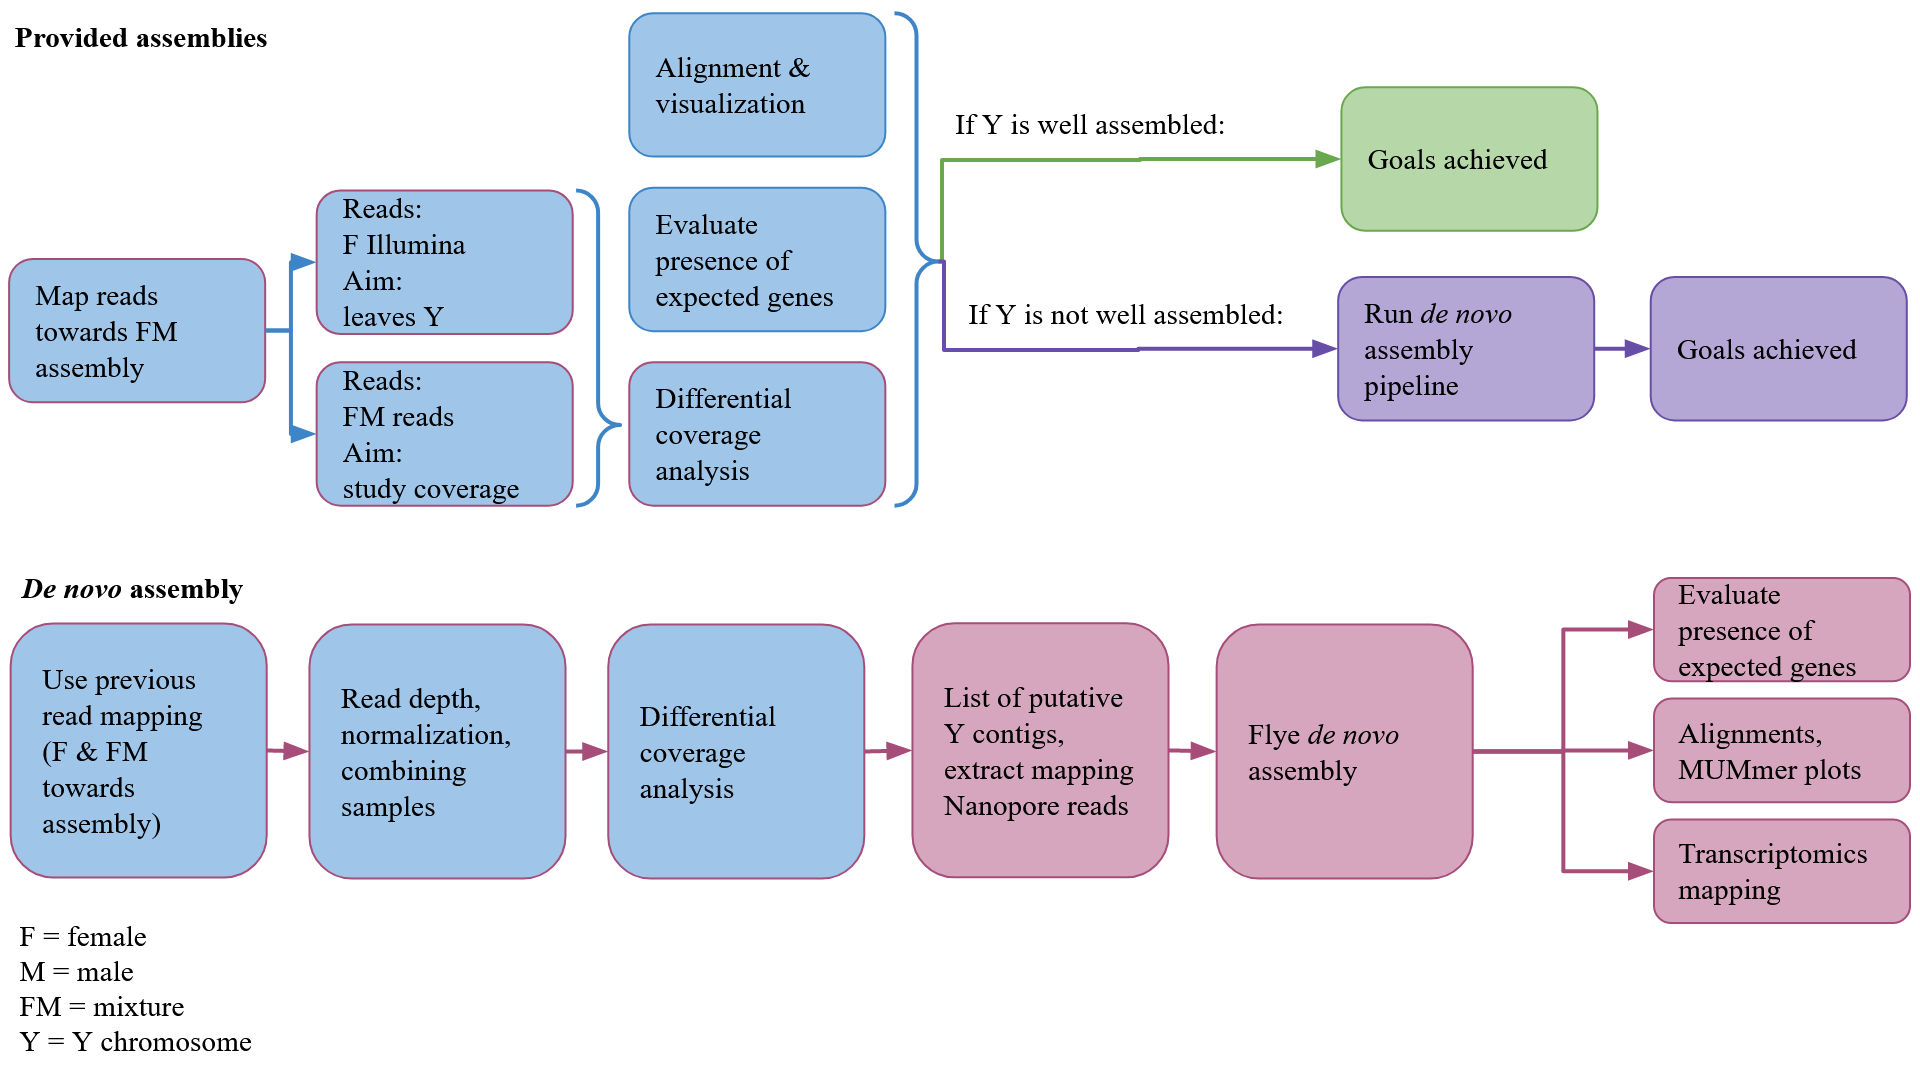 Provided assemblies
Map reads
towards FM
assembly
Reads:
F Illumina
Aim:
leaves Y
Reads:
FM reads
Aim:
study coverage
Alignment &
visualization
Evaluate
presence of
expected genes
Differential
coverage
analysis
If Y is well assembled:
Goals achieved
If Y is not well assembled:
Run de novo
assembly
pipeline
Goals achieved
De novo assembly
Use previous
read mapping
(F & FM
towards
assembly)
Read depth,
normalization,
combining
samples
Differential
coverage
analysis
List of putative
Y contigs,
extract mapping
Nanopore reads
Flye de novo
assembly
Evaluate
presence of
expected genes
Alignments,
MUMmer plots
Transcriptomics
mapping
F = female
M = male
FM = mixture
Y = Y chromosome